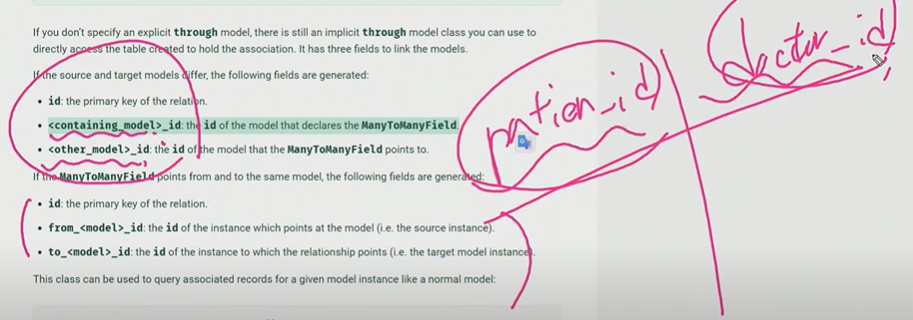 If you don't specify an explicit through model, there is still an implicit through model class you can use to
directly access the table created to hold the association. It has three fields to link the models.
If the source and target models differ, the following fields are generated:
• id: the primary key of the relation.
• <containing_model>_id: the id of the model that declares the ManyToManyField.
• <other_model>_id: the id of the model that the ManyToManyField points to.
If the ManyToManyField points from and to the same model, the following fields are generated:
• id: the primary key of the relation.
• from_<model>_id: the id of the instance which points at the model (i.e. the source instance).
• to_<model>_id: the id of the instance to which the relationship points (i.e. the target model instance).
This class can be used to query associated records for a given model instance like a normal model:
pation_id
doctor_id